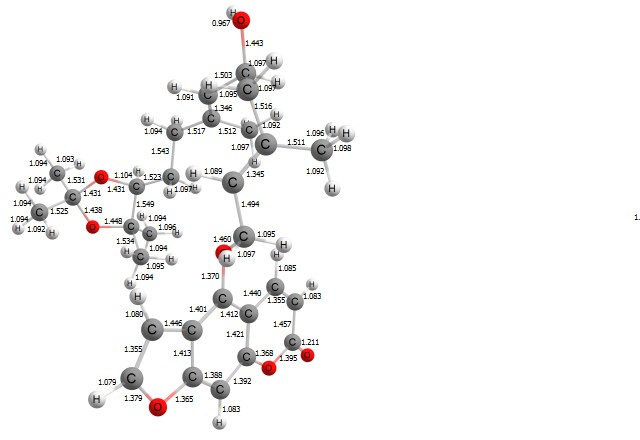 H O
0.967
1.443
1.097 H
1.503 C
H H 1.095 C 1.097 H
1.091 C
1.346 1.516
H H C 1.512 1.092 H 1.096 H H
1.094 C 1.517 C 1.511 C 1.098
H 1.097 C
1.094 1.093 H 1.543 H 1.092
C 1.104 H 1.523 C H 1.089 C 1.345 H
1.094 1.531 O 1.431 C H 1.097 H
H H 1.431 C
1.094 1.525 1.549 1.494
C 1.438 H 1.094
1.094 1.092 O 1.448 C C 1.096 H 1.460 C 1.095 H
H H 1.534 1.094 O H 1.097 H
C 1.095 H 1.085
1.094 1.370 C H
H 1.440 1.355 1.083
H 1.401 C 1.412 C C
1.080
C 1.446 C 1.421 1.457
1.355 1.413 C 1.211
C 1.368 1.395 O
1.079 C C 1.388 1.392 O
H 1.379 O 1.365 C
1.083
H
1.